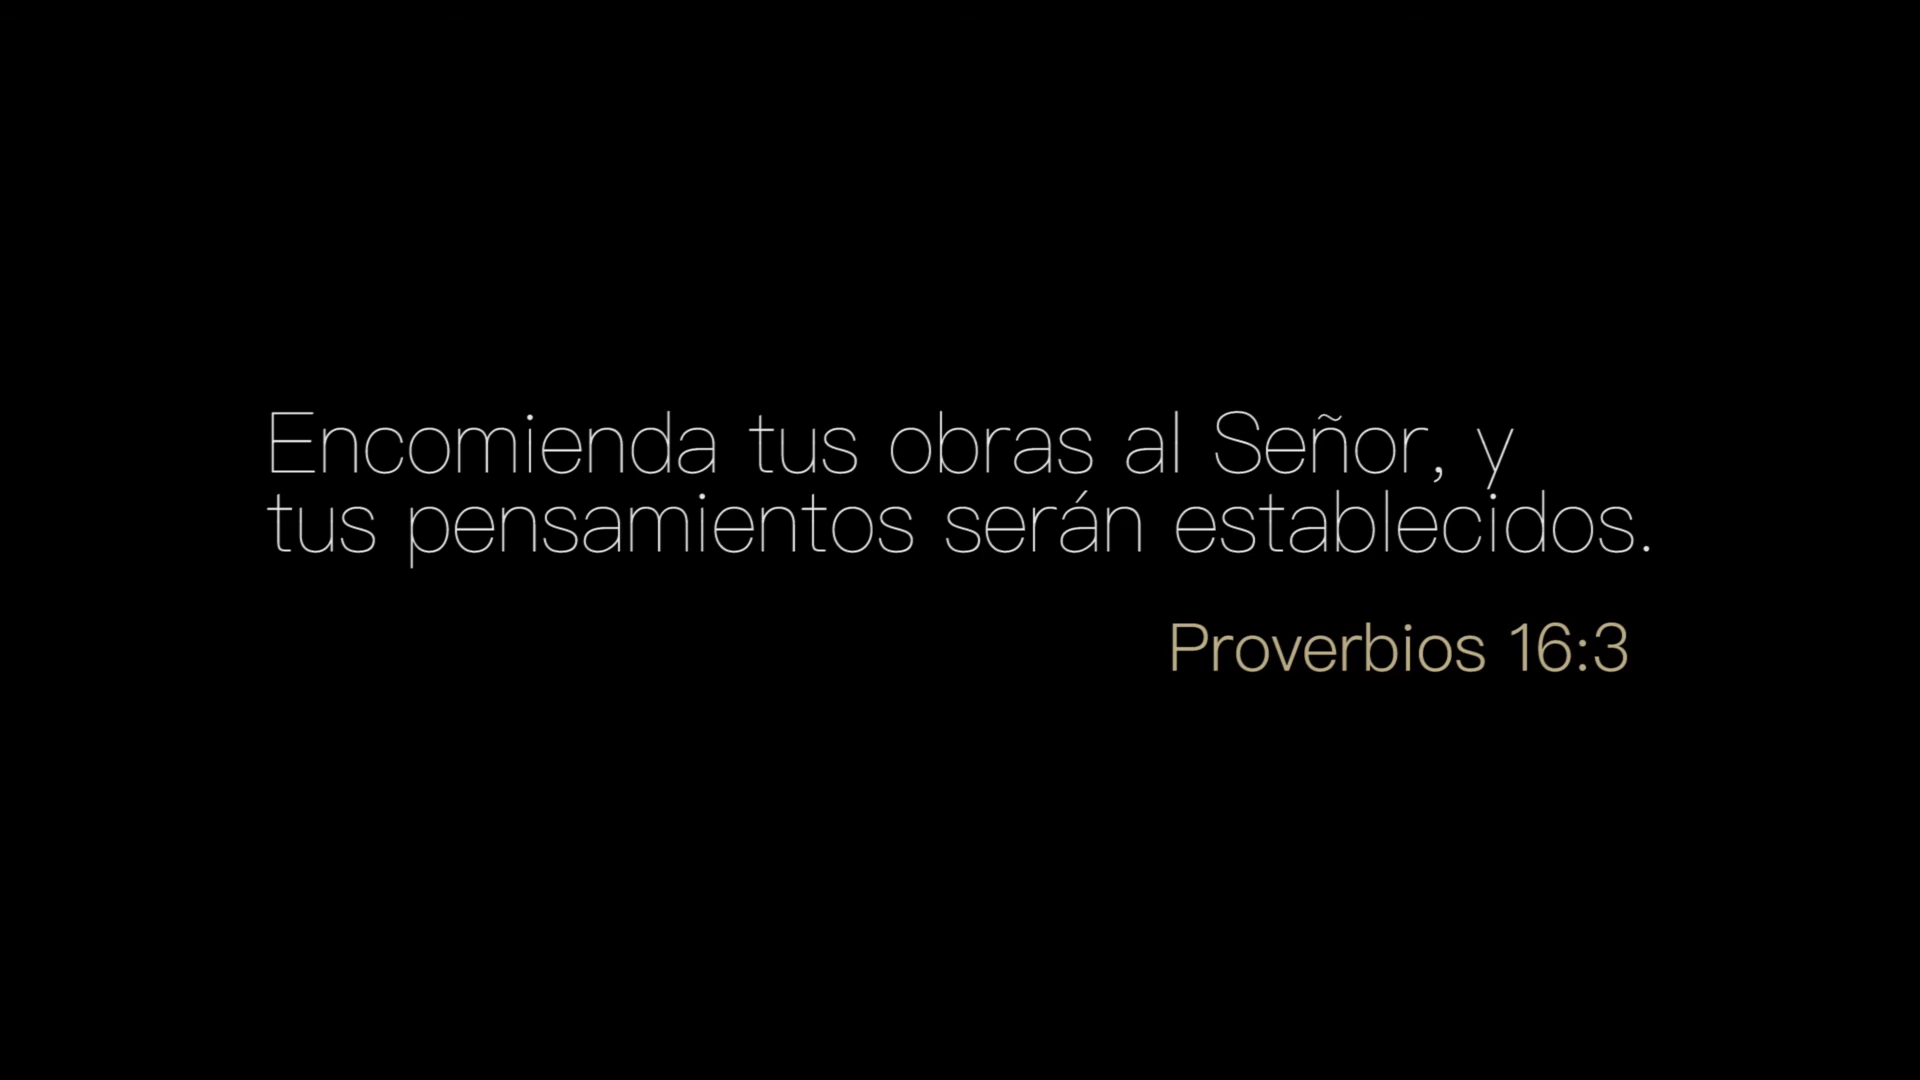 Encomienda tus obras al Señor, y
tus pensamientos serán establecidos.
Proverbios 16:3